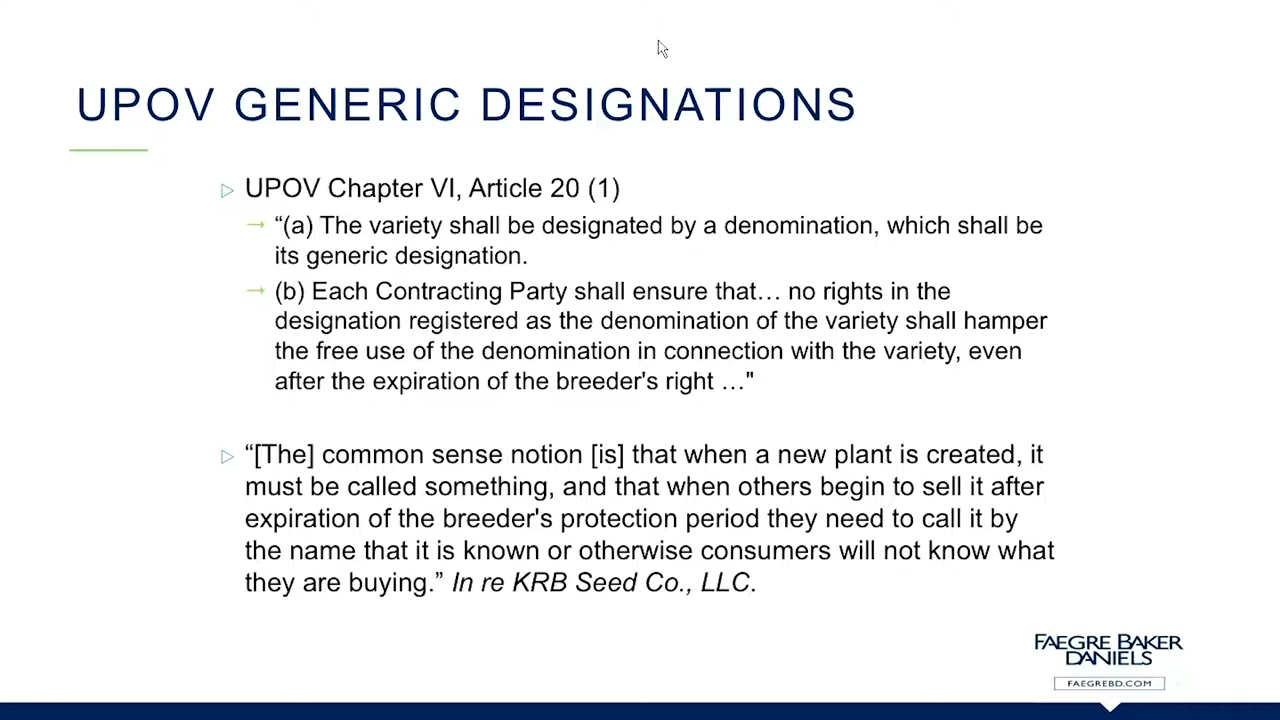 UPOV GENERIC DESIGNATIONS
UPOV Chapter VI, Article 20 (1)
“(a) The variety shall be designated by a denomination, which shall be
its generic designation.
(b) Each Contracting Party shall ensure that… no rights in the
designation registered as the denomination of the variety shall hamper
the free use of the denomination in connection with the variety, even
after the expiration of the breeder's right …"
“[The] common sense notion [is] that when a new plant is created, it
must be called something, and that when others begin to sell it after
expiration of the breeder's protection period they need to call it by
the name that it is known or otherwise consumers will not know what
they are buying.” In re KRB Seed Co., LLC.
FAEGRE BAKER
DANIELS
FAEGREBD.COM